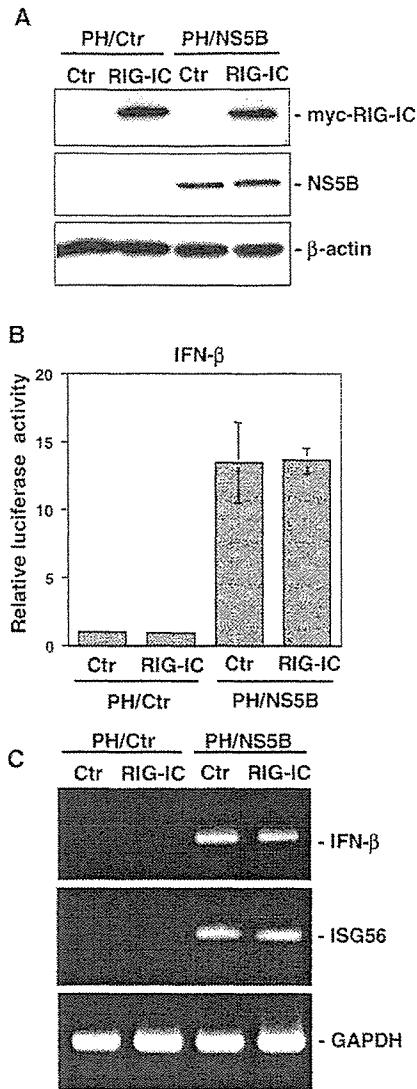 A
PH/Ctr PH/NS5B
Ctr RIG-IC Ctr RIG-IC
- myc-RIG-IC
- NS5B
- β-actin
B
IFN-β
Relative luciferase activity
20
15
10
5
0
Ctr RIG-IC Ctr RIG-IC
PH/Ctr PH/NS5B
C
PH/Ctr PH/NS5B
Ctr RIG-IC Ctr RIG-IC
- IFN-β
- ISG56
- GAPDH